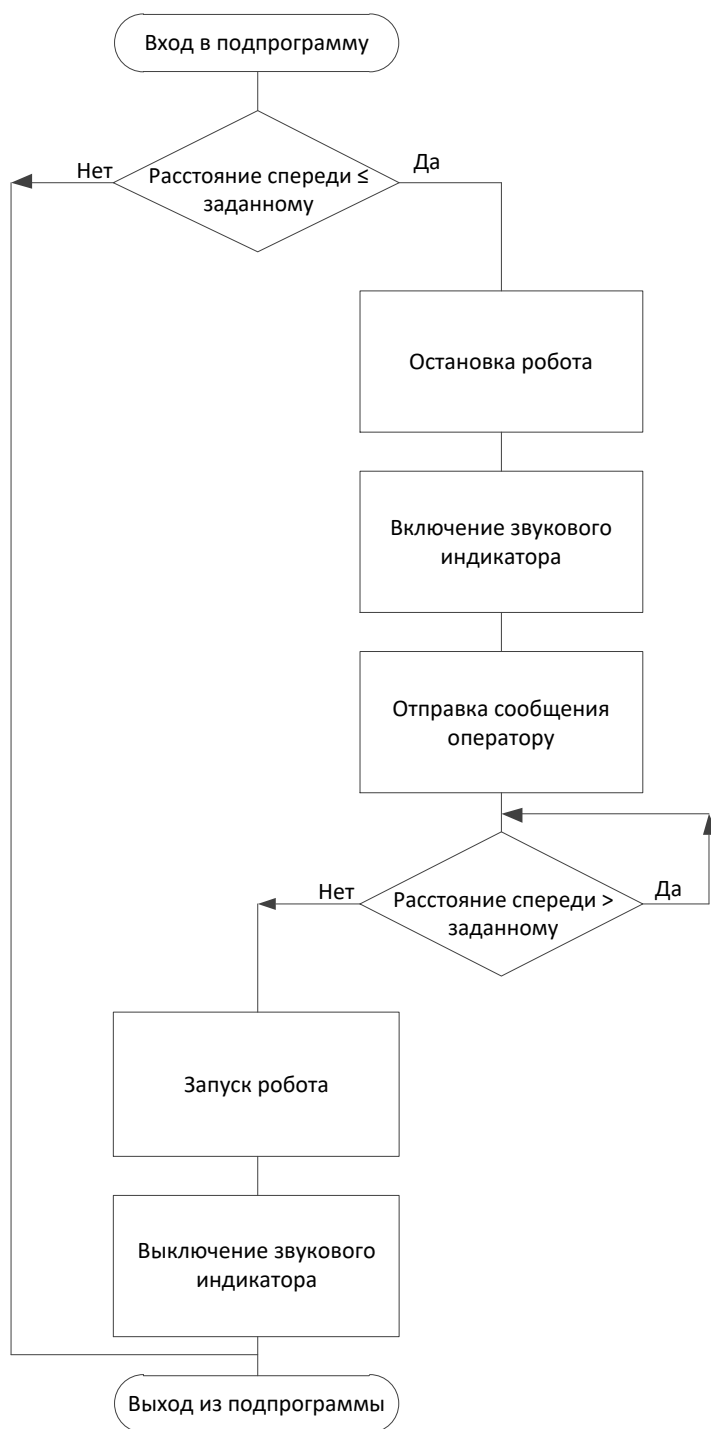 Вход в подпрограмму
Нет
Расстояние спереди ≤
заданному
Да
Остановка робота
Включение звукового
индикатора
Отправка сообщения
оператору
Нет
Расстояние спереди >
заданному
Да
Запуск робота
Выключение звукового
индикатора
Выход из подпрограммы